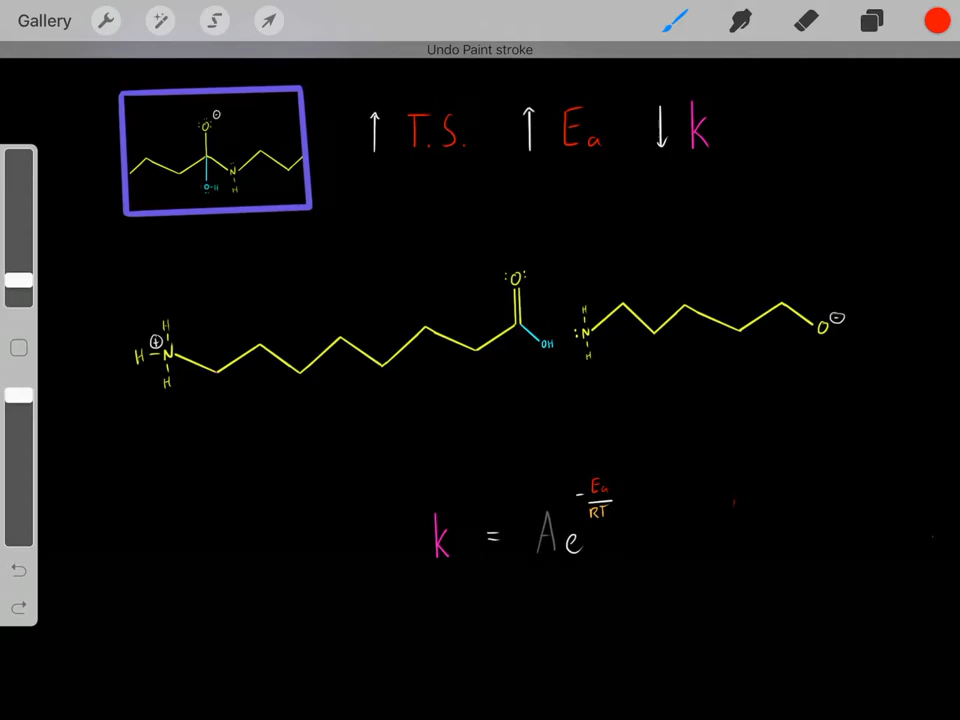 Gallery
Undo Paint stroke
:O: ⊖
N
:O-H H
↑ T.S. ↑ Ea ↓ k
:O:
H
H-N⊕
H
OH
H
:N
H
O⊖
k = Ae^-Ea/RT